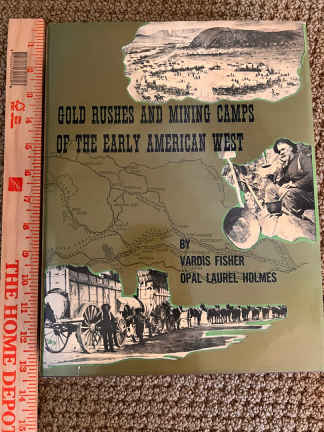 GOLD RUSHES AND MINING CAMPS
OF THE EARLY AMERICAN WEST
BY
VARDIS FISHER
OPAL LAUREL HOLMES
THE HOME DEPOT